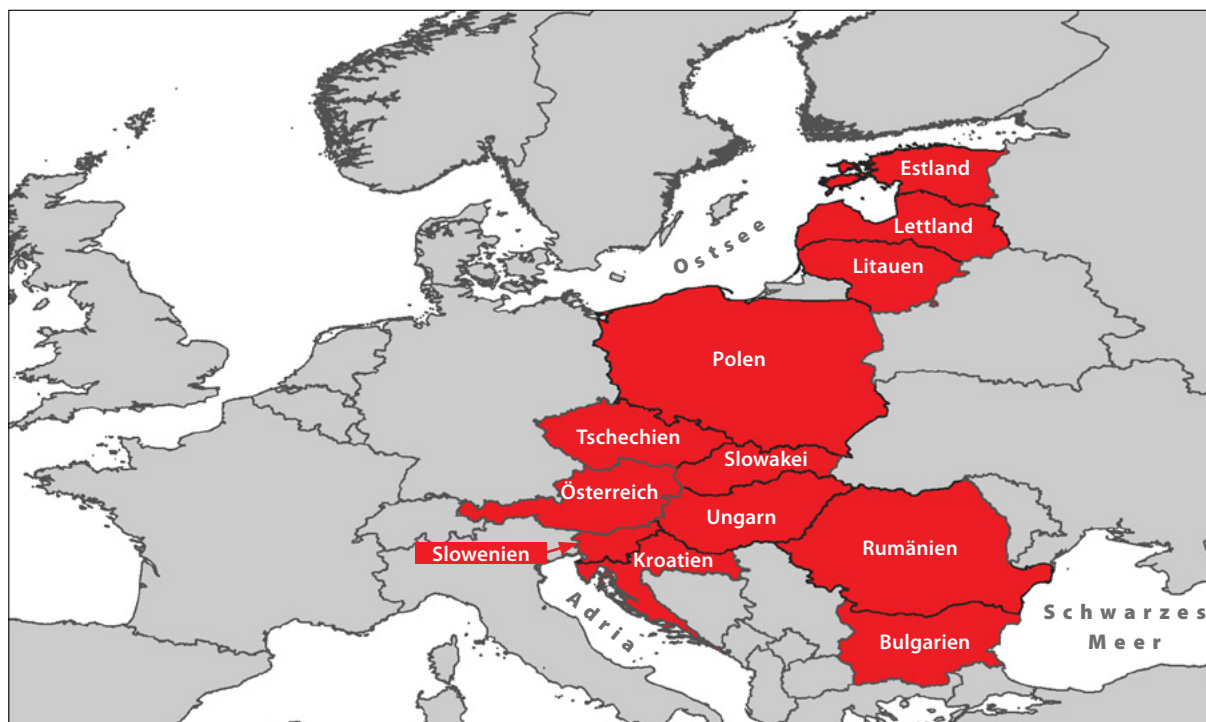 Estland
Lettland
Ostsee
Litauen
Polen
Tschechien
Slowakei
Österreich
Ungarn
Slowenien
Kroatien
Rumänien
Adria
Schwarzes
Meer
Bulgarien